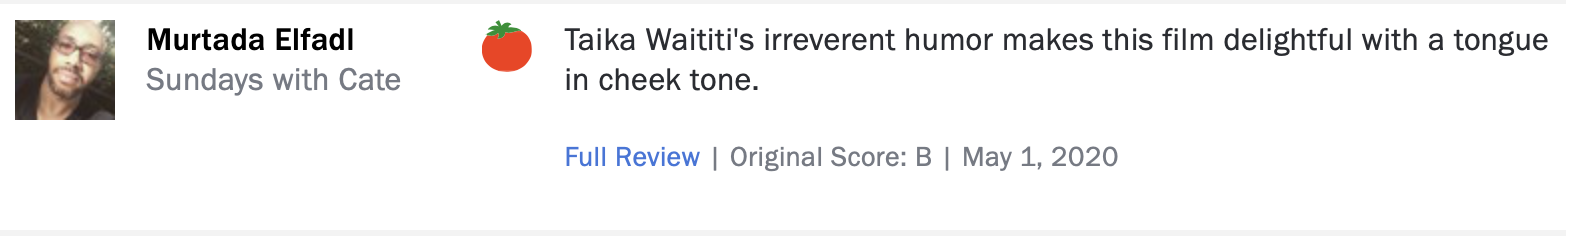 Murtada Elfadl
Sundays with Cate
Taika Waititi's irreverent humor makes this film delightful with a tongue
in cheek tone.
Full Review | Original Score: B | May 1, 2020